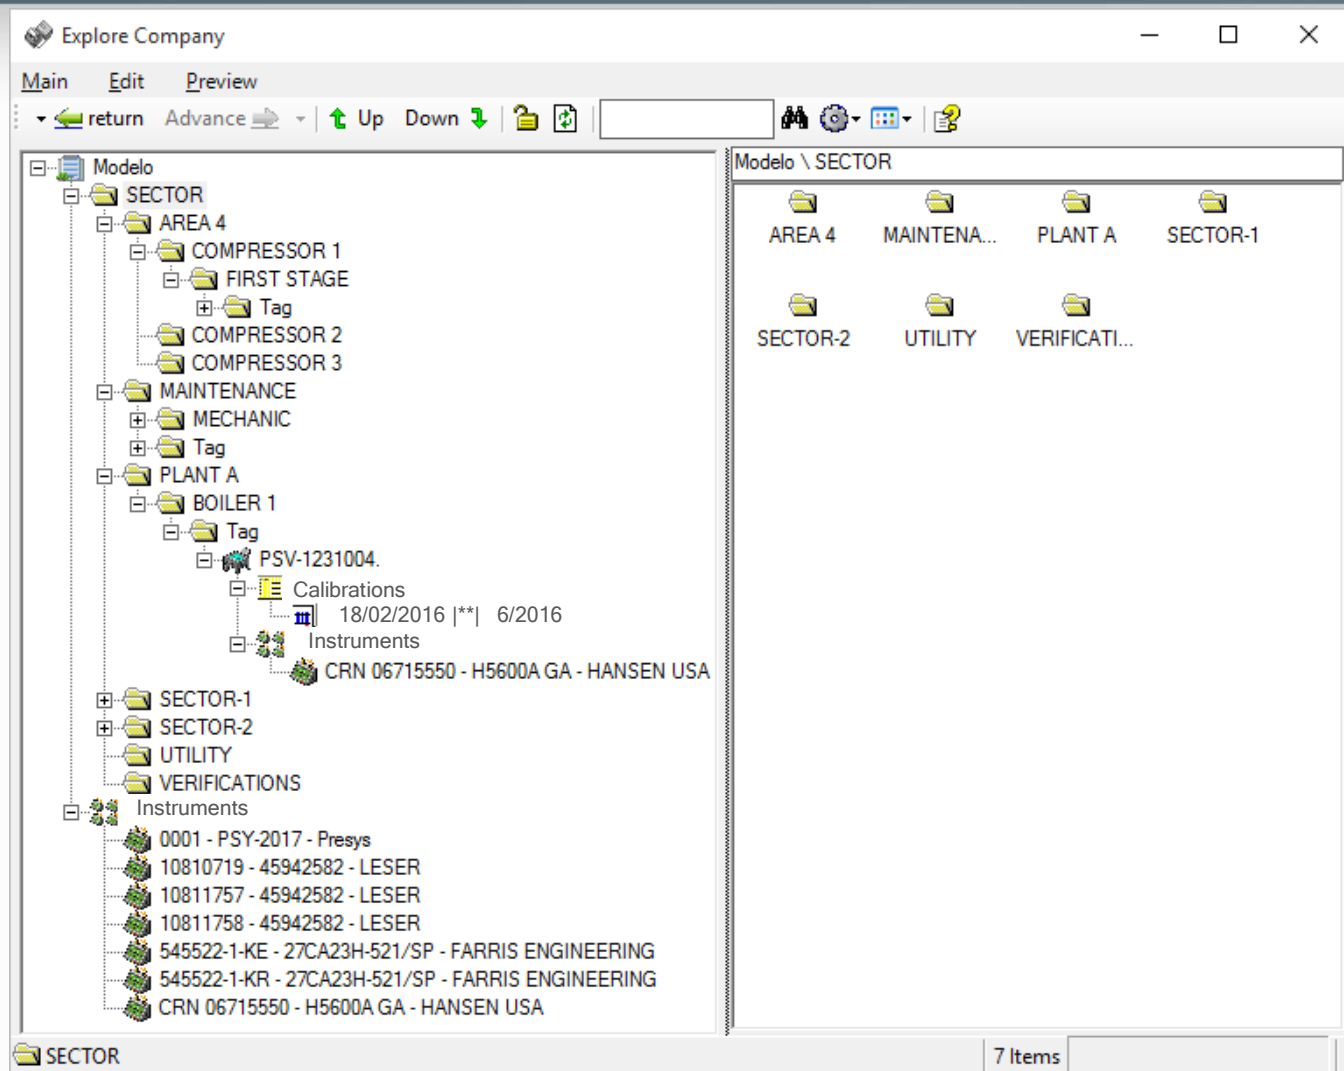 Explore Company
Main Edit Preview
return Advance Up Down
Modelo
SECTOR
AREA 4
COMPRESSOR 1
FIRST STAGE
Tag
COMPRESSOR 2
COMPRESSOR 3
MAINTENANCE
MECHANIC
Tag
PLANT A
BOILER 1
Tag
PSV-1231004.
Calibrations
18/02/2016 |**| 6/2016
Instruments
CRN 06715550 - H5600A GA - HANSEN USA
SECTOR-1
SECTOR-2
UTILITY
VERIFICATIONS
Instruments
0001 - PSY-2017 - Presys
10810719 - 45942582 - LESER
10811757 - 45942582 - LESER
10811758 - 45942582 - LESER
545522-1-KE - 27CA23H-521/SP - FARRIS ENGINEERING
545522-1-KR - 27CA23H-521/SP - FARRIS ENGINEERING
CRN 06715550 - H5600A GA - HANSEN USA
Modelo \ SECTOR
AREA 4 MAINTENA... PLANT A SECTOR-1
SECTOR-2 UTILITY VERIFICATI...
SECTOR 7 Items